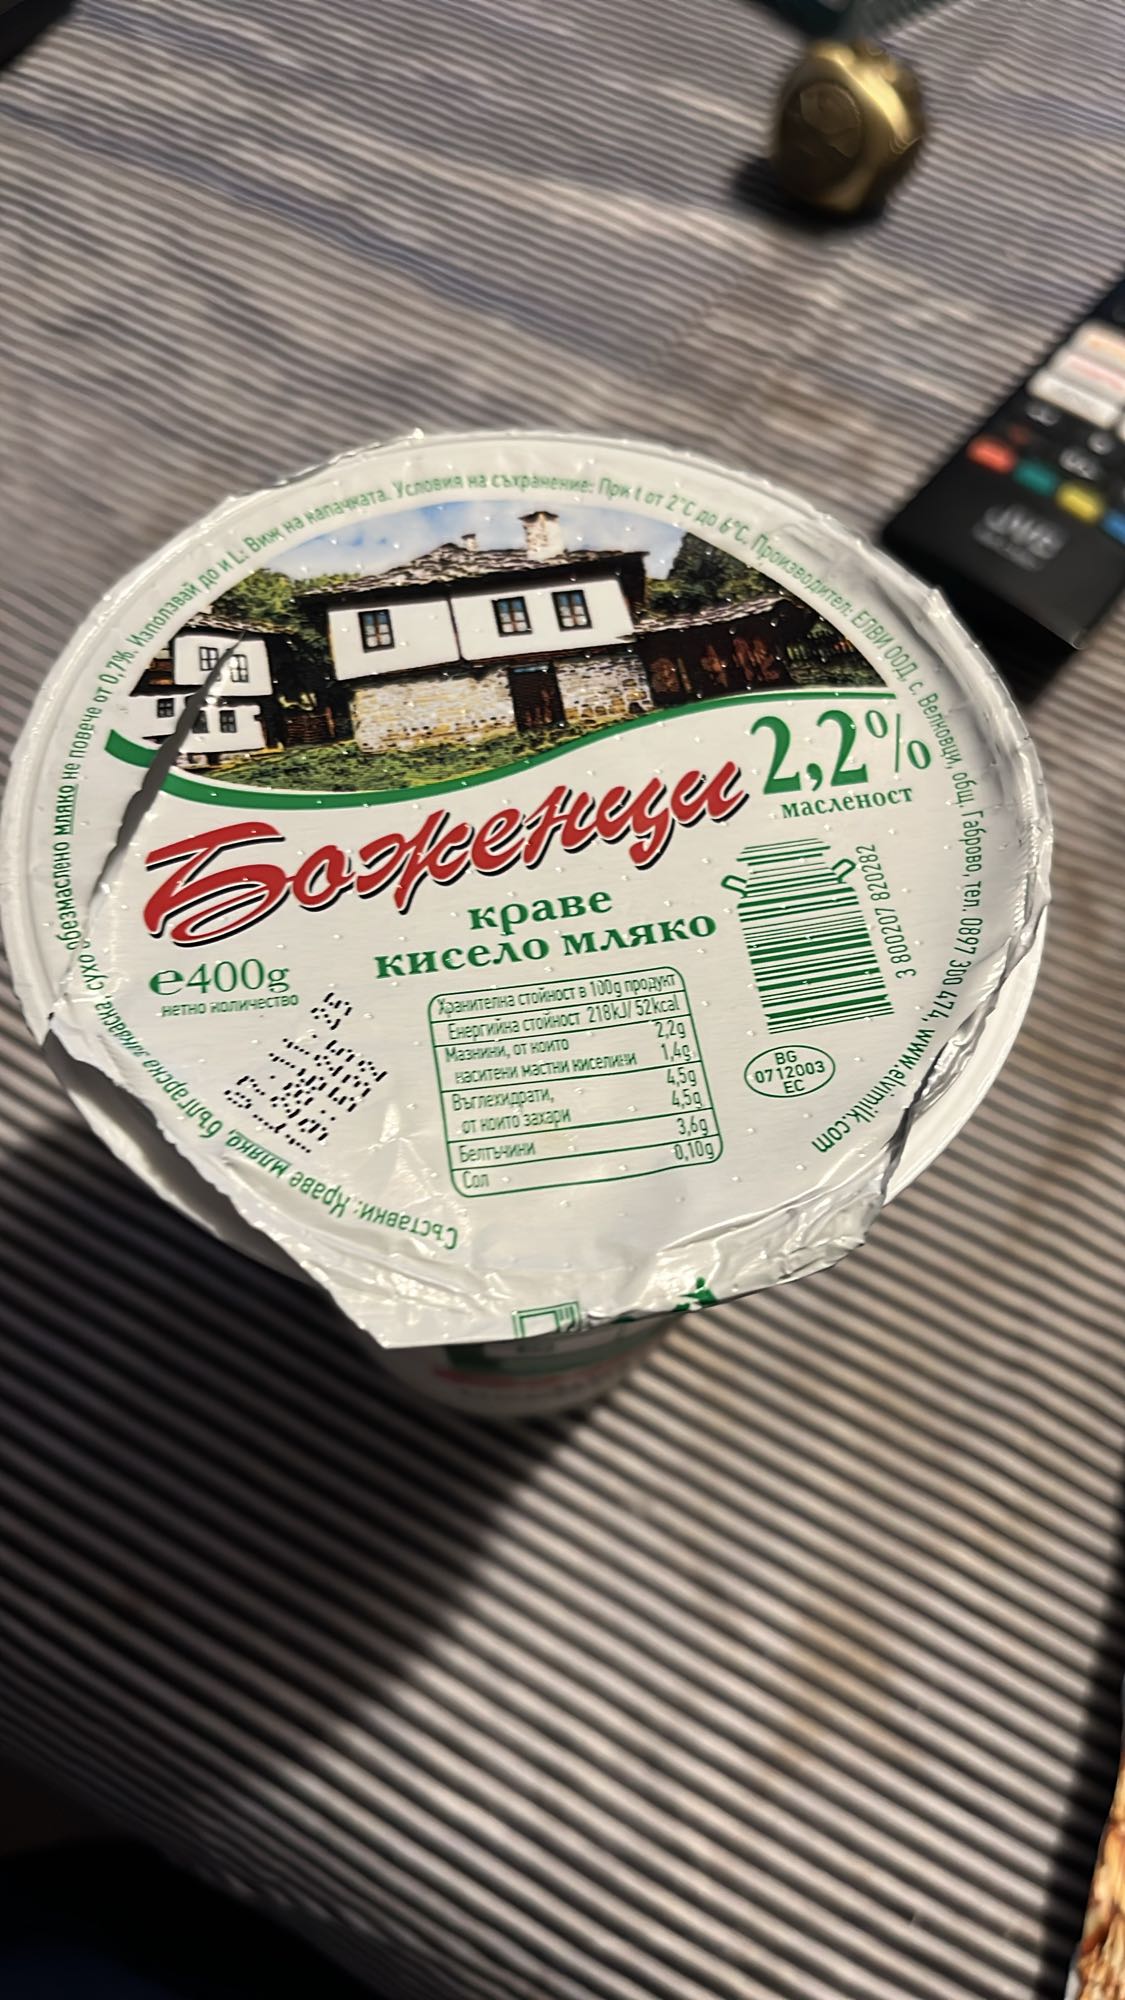 Съставки: Краве мляко, българска закваска, сухо обезмаслено мляко не повече от 0,7%. Използвай до и L: Виж на капачката. Условия на съхранение: При t от 2°C до 6°C. Производител: ЕЛВИ ООД, с. Велковци, общ. Габрово, тел. 0897 300 474, www.elvimilk.com
Боженци
2,2%
масленост
краве
кисело мляко
℮400g
нетно количество
Хранителна стойност в 100g продукт
Енергийна стойност 218kJ/ 52kcal
Мазнини, от които 2,2g
наситени мастни киселини 1,4g
Въглехидрати, 4,5g
от които захари 4,5g
Белтъчини 3,6g
Сол 0,10g
3 800207 820282
BG
0712003
EC